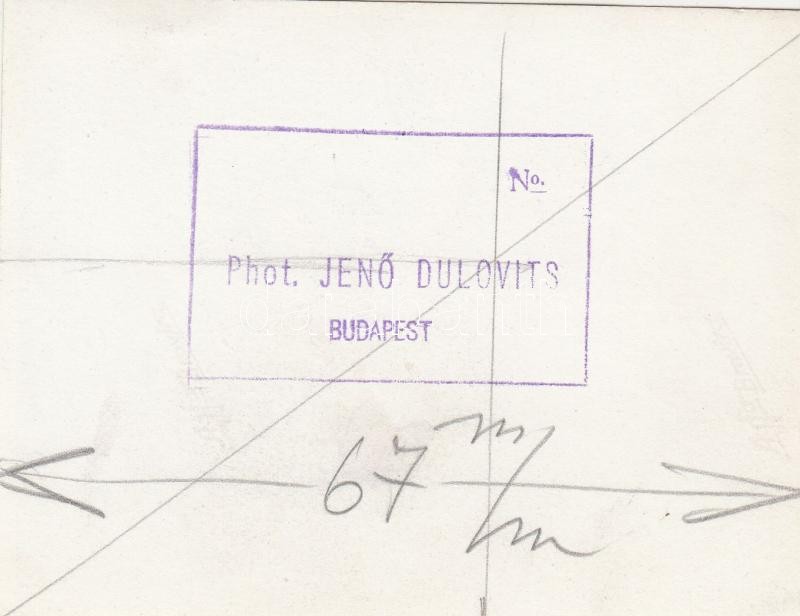 No.
Phot. JENŐ DULOVITS
BUDAPEST
67 m/m